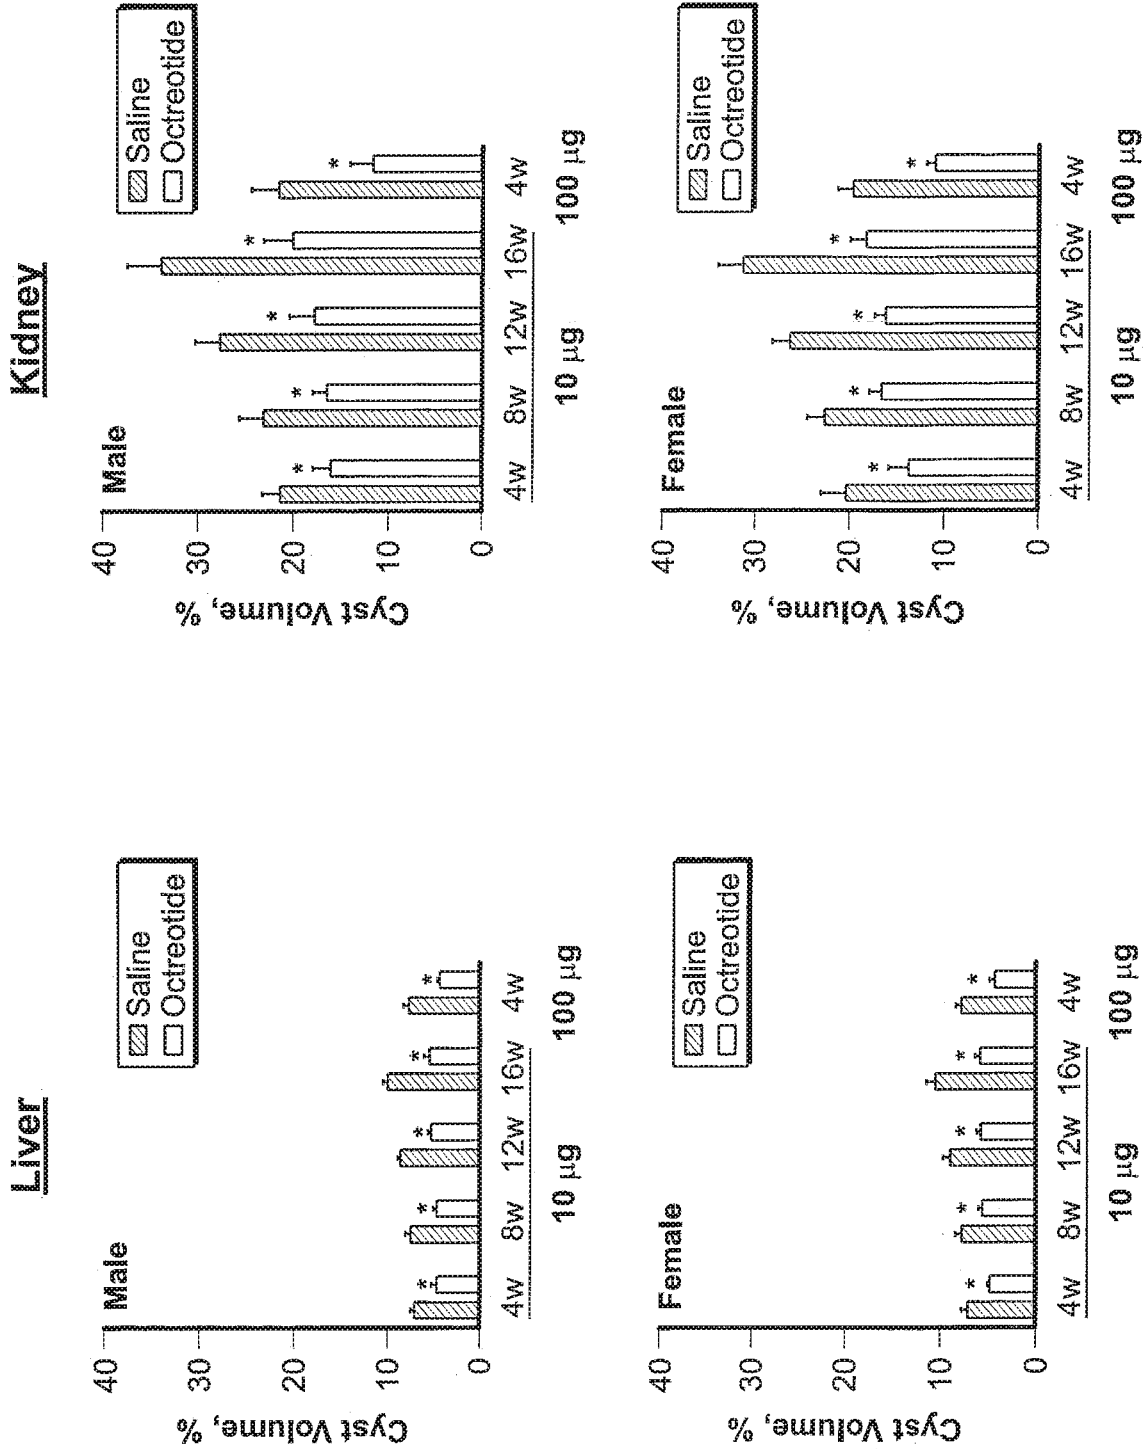 Liver
Male
Saline
Octreotide
Cyst Volume, %
40
30
20
10
0
* * * * *
4w 8w 12w 16w 4w
10 µg 100 µg
Female
Saline
Octreotide
Cyst Volume, %
40
30
20
10
0
* * * * *
4w 8w 12w 16w 4w
10 µg 100 µg
Kidney
Male
Saline
Octreotide
Cyst Volume, %
40
30
20
10
0
* * * * *
4w 8w 12w 16w 4w
10 µg 100 µg
Female
Saline
Octreotide
Cyst Volume, %
40
30
20
10
0
* * * * *
4w 8w 12w 16w 4w
10 µg 100 µg